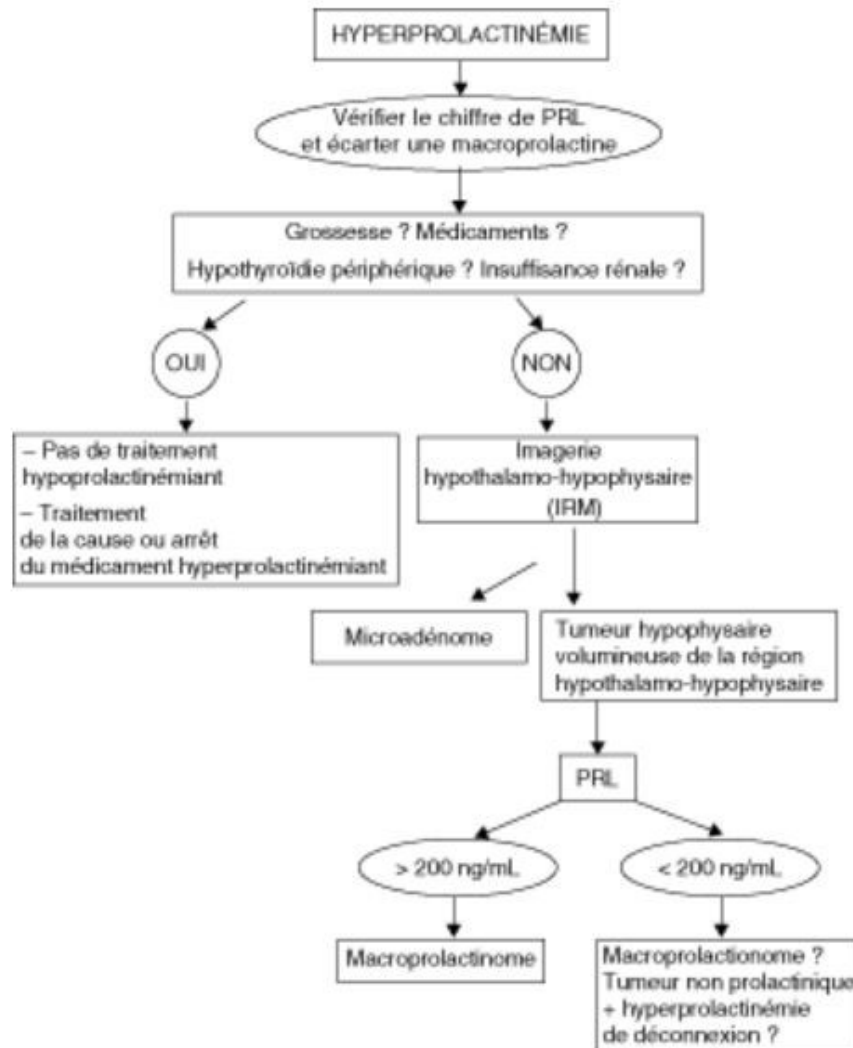 HYPERPROLACTINÉMIE
Vérifier le chiffre de PRL
et écarter une macroprolactine
Grossesse ? Médicaments ?
Hypothyroïdie périphérique ? Insuffisance rénale ?
OUI
NON
– Pas de traitement
hypoprolactinémiant
– Traitement
de la cause ou arrêt
du médicament hyperprolactinémiant
Imagerie
hypothalamo-hypophysaire
(IRM)
Microadénome
Tumeur hypophysaire
volumineuse de la région
hypothalamo-hypophysaire
PRL
> 200 ng/mL
< 200 ng/mL
Macroprolactinome
Macroprolactionome ?
Tumeur non prolactinique
+ hyperprolactinémie
de déconnexion ?